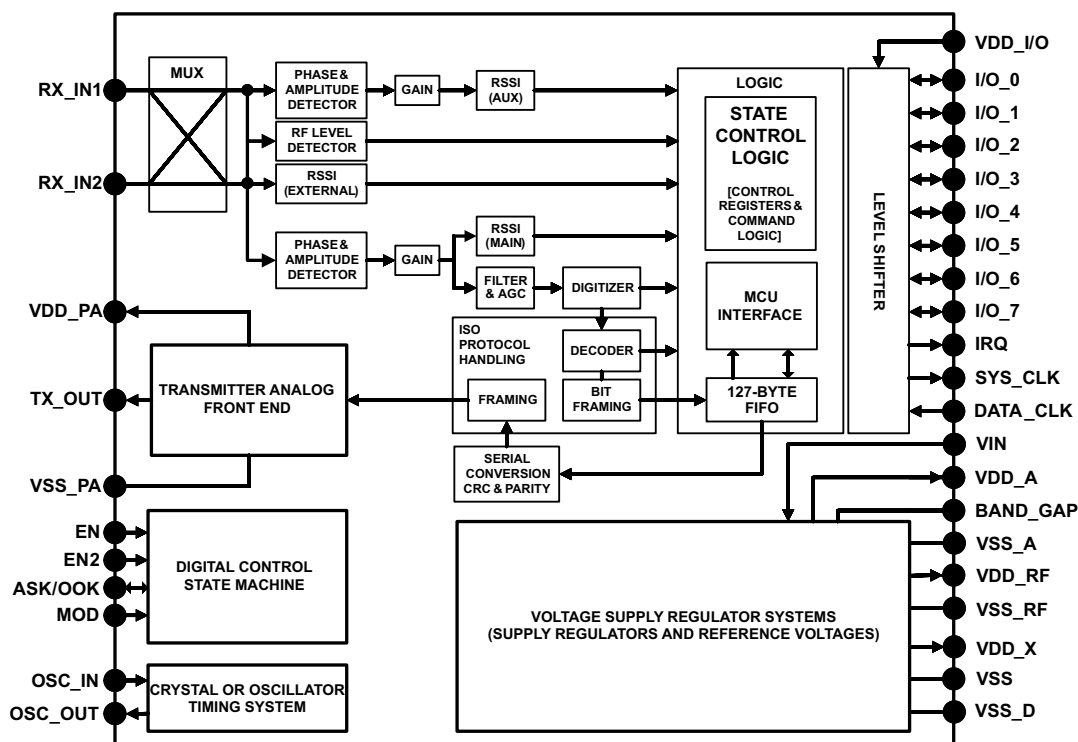 RX_IN1
RX_IN2
VDD_PA
TX_OUT
VSS_PA
EN
EN2
ASK/OOK
MOD
OSC_IN
OSC_OUT
MUX
PHASE &
AMPLITUDE
DETECTOR
GAIN
RSSI
(AUX)
RF LEVEL
DETECTOR
RSSI
(EXTERNAL)
PHASE &
AMPLITUDE
DETECTOR
GAIN
RSSI
(MAIN)
FILTER
& AGC
DIGITIZER
ISO
PROTOCOL
HANDLING
DECODER
BIT
FRAMING
FRAMING
SERIAL
CONVERSION
CRC & PARITY
TRANSMITTER ANALOG
FRONT END
DIGITAL CONTROL
STATE MACHINE
CRYSTAL OR OSCILLATOR
TIMING SYSTEM
LOGIC
STATE
CONTROL
LOGIC
[CONTROL
REGISTERS &
COMMAND
LOGIC]
MCU
INTERFACE
127-BYTE
FIFO
LEVEL SHIFTER
VOLTAGE SUPPLY REGULATOR SYSTEMS
(SUPPLY REGULATORS AND REFERENCE VOLTAGES)
VDD_I/O
I/O_0
I/O_1
I/O_2
I/O_3
I/O_4
I/O_5
I/O_6
I/O_7
IRQ
SYS_CLK
DATA_CLK
VIN
VDD_A
BAND_GAP
VSS_A
VDD_RF
VSS_RF
VDD_X
VSS
VSS_D